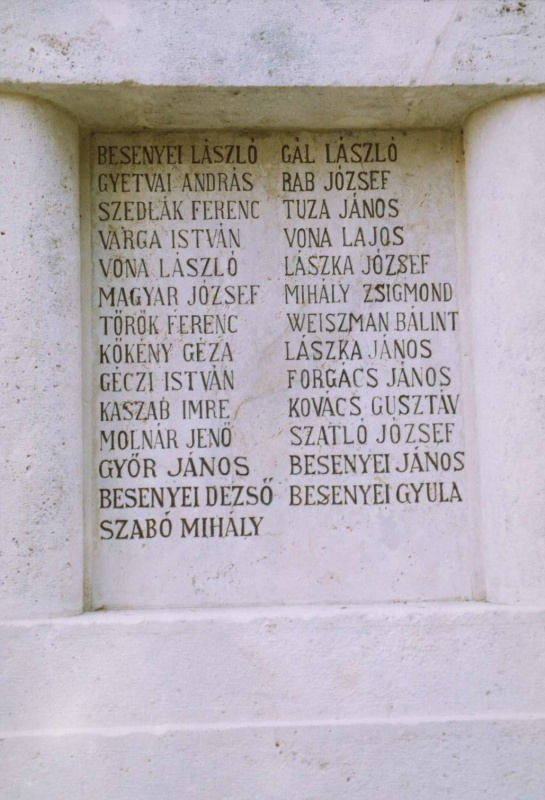 BESENYEI LÁSZLÓ
GYETVAI ANDRÁS
SZEDLÁK FERENC
VARGA ISTVÁN
VONA LÁSZLÓ
MAGYAR JÓZSEF
TÖRÖK FERENC
KŐKÉNY GÉZA
GÉCZI ISTVÁN
KASZAB IMRE
MOLNÁR JENŐ
GYŐR JÁNOS
BESENYEI DEZSŐ
SZABÓ MIHÁLY
GÁL LÁSZLÓ
RAB JÓZSEF
TUZA JÁNOS
VONA LAJOS
LÁSZKA JÓZSEF
MIHÁLY ZSIGMOND
WEISZMAN BÁLINT
LÁSZKA JÁNOS
FORGÁCS JÁNOS
KOVÁCS GUSZTÁV
SZATLÓ JÓZSEF
BESENYEI JÁNOS
BESENYEI GYULA